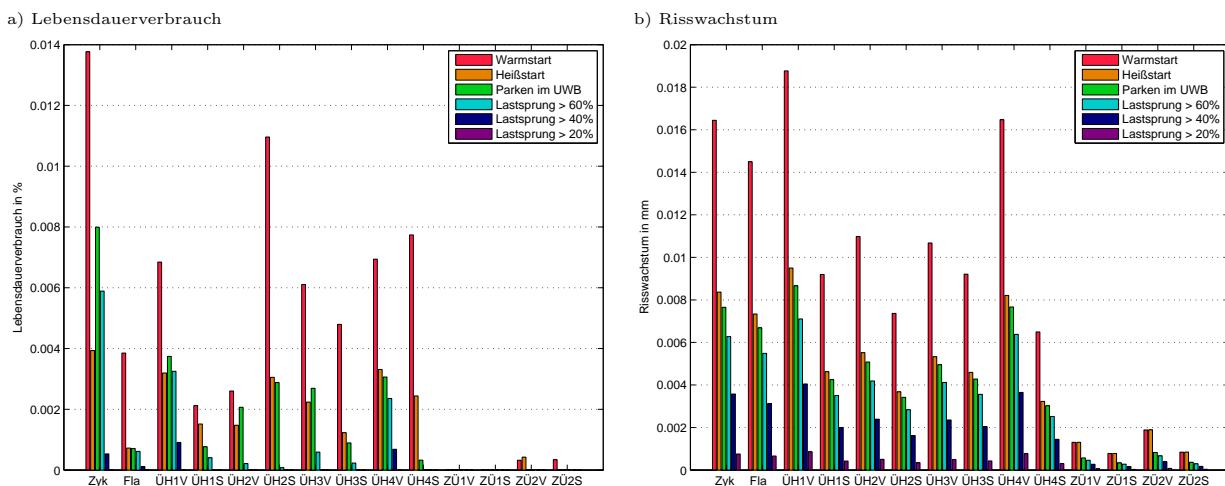 a) Lebensdauerverbrauch
0.014
0.012
0.01
0.008
0.006
0.004
0.002
0
Lebensdauerverbrauch in %
Warmstart
Heißstart
Parken im UWB
Lastsprung > 60%
Lastsprung > 40%
Lastsprung > 20%
Zyk Fla ÜH1V ÜH1S ÜH2V ÜH2S ÜH3V ÜH3S ÜH4V ÜH4S ZÜ1V ZÜ1S ZÜ2V ZÜ2S
b) Risswachstum
0.02
0.018
0.016
0.014
0.012
0.01
0.008
0.006
0.004
0.002
0
Risswachstum in mm
Warmstart
Heißstart
Parken im UWB
Lastsprung > 60%
Lastsprung > 40%
Lastsprung > 20%
Zyk Fla ÜH1V ÜH1S ÜH2V ÜH2S ÜH3V ÜH3S ÜH4V ÜH4S ZÜ1V ZÜ1S ZÜ2V ZÜ2S